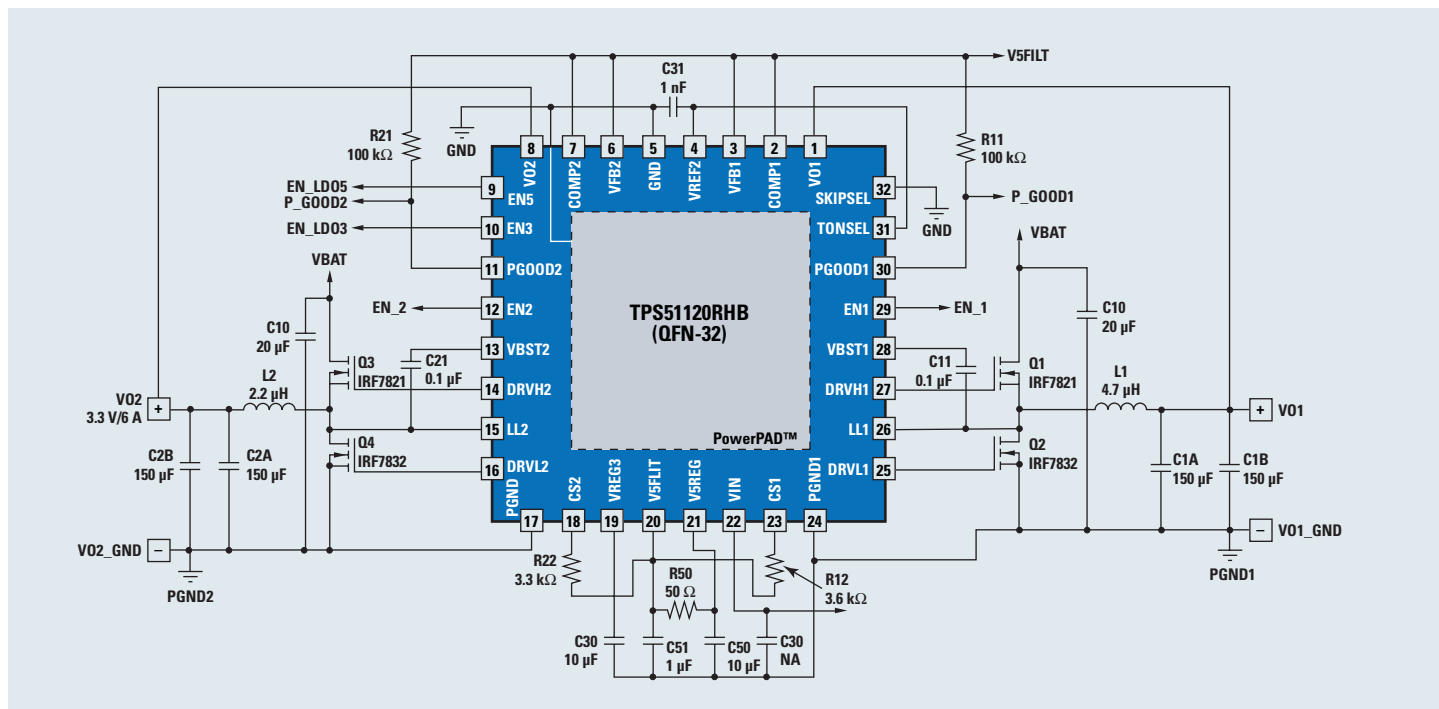 V5FILT
C31
1 nF
GND
R21
100 kΩ
R11
100 kΩ
8
7
6
5
4
3
2
1
VO2
COMP2
VFB2
GND
VREF2
VFB1
COMP1
VO1
EN_LDO5
9
EN5
SKIPSEL
32
P_GOOD2
P_GOOD1
EN_LDO3
10
EN3
TONSEL
31
GND
VBAT
11
PGOOD2
PGOOD1
30
VBAT
EN_2
12
EN2
TPS51120RHB
(QFN-32)
EN1
29
EN_1
C10
20 µF
C10
20 µF
13
VBST2
VBST1
28
Q3
IRF7821
C21
0.1 µF
C11
0.1 µF
Q1
IRF7821
14
DRVH2
DRVH1
27
L2
2.2 µH
L1
4.7 µH
VO2
3.3 V/6 A
+
+
VO1
15
LL2
LL1
26
PowerPAD™
Q4
IRF7832
Q2
IRF7832
C2B
150 µF
C2A
150 µF
16
DRVL2
DRVL1
25
C1A
150 µF
C1B
150 µF
PGND
CS2
VREG3
V5FLIT
V5REG
VIN
CS1
PGND1
17
18
19
20
21
22
23
24
VO2_GND
–
–
VO1_GND
PGND2
PGND1
R22
3.3 kΩ
R50
50 Ω
R12
3.6 kΩ
C30
10 µF
C51
1 µF
C50
10 µF
C30
NA